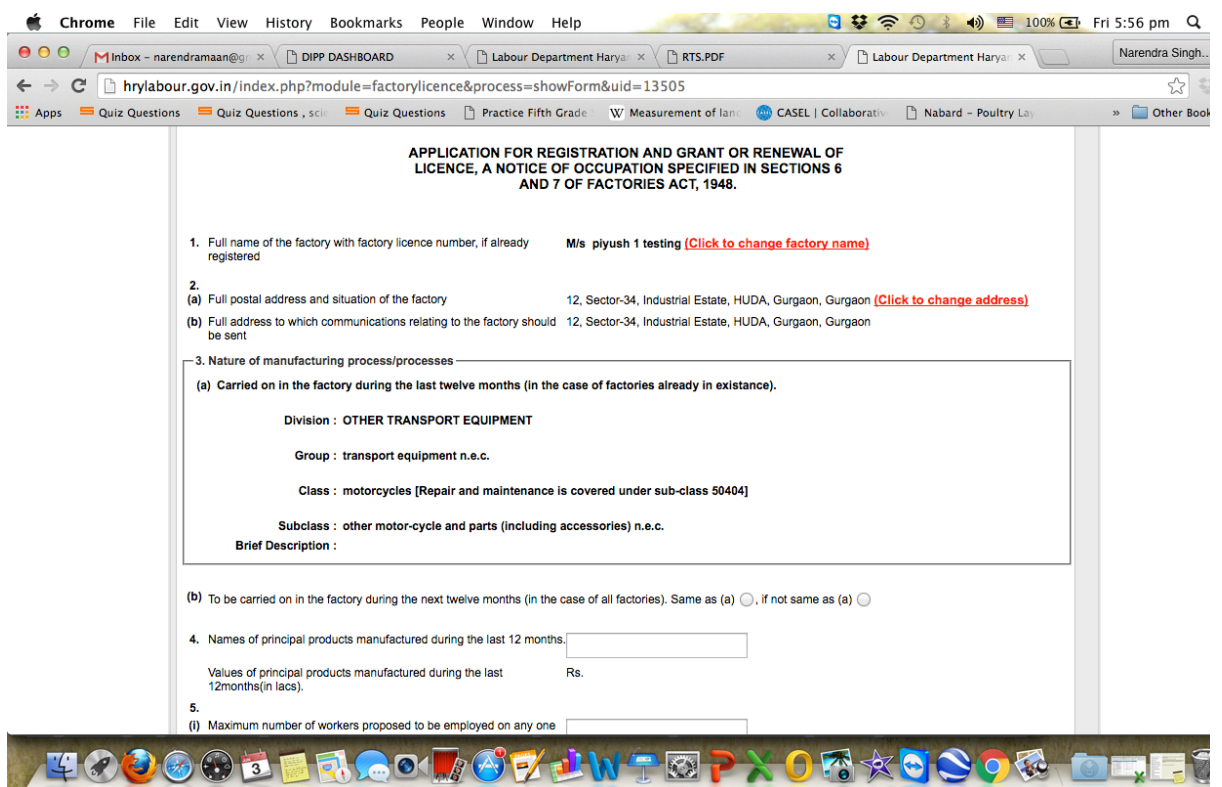 Chrome File Edit View History Bookmarks People Window Help 100% Fri 5:56 pm
Inbox – narendramaan@g × DIPP DASHBOARD × Labour Department Haryan × RTS.PDF × Labour Department Haryan × Narendra Singh..
hrylabour.gov.in/index.php?module=factorylicence&process=showForm&uid=13505
Apps Quiz Questions Quiz Questions , scie Quiz Questions Practice Fifth Grade W Measurement of lan CASEL | Collaborativ Nabard – Poultry Lay » Other Book
APPLICATION FOR REGISTRATION AND GRANT OR RENEWAL OF
LICENCE, A NOTICE OF OCCUPATION SPECIFIED IN SECTIONS 6
AND 7 OF FACTORIES ACT, 1948.
1. Full name of the factory with factory licence number, if already M/s piyush 1 testing (Click to change factory name)
registered
2.
(a) Full postal address and situation of the factory 12, Sector-34, Industrial Estate, HUDA, Gurgaon, Gurgaon (Click to change address)
(b) Full address to which communications relating to the factory should 12, Sector-34, Industrial Estate, HUDA, Gurgaon, Gurgaon
be sent
3. Nature of manufacturing process/processes
(a) Carried on in the factory during the last twelve months (in the case of factories already in existance).
Division : OTHER TRANSPORT EQUIPMENT
Group : transport equipment n.e.c.
Class : motorcycles [Repair and maintenance is covered under sub-class 50404]
Subclass : other motor-cycle and parts (including accessories) n.e.c.
Brief Description :
(b) To be carried on in the factory during the next twelve months (in the case of all factories). Same as (a) , if not same as (a)
4. Names of principal products manufactured during the last 12 months.
Values of principal products manufactured during the last Rs.
12months(in lacs).
5.
(i) Maximum number of workers proposed to be employed on any one
3